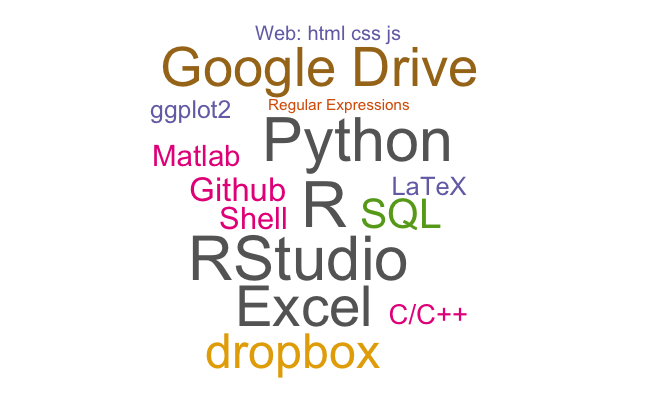 Web: html css js
Google Drive
ggplot2
Regular Expressions
Python
Matlab
Github
R
LaTeX
Shell
SQL
RStudio
Excel
C/C++
dropbox